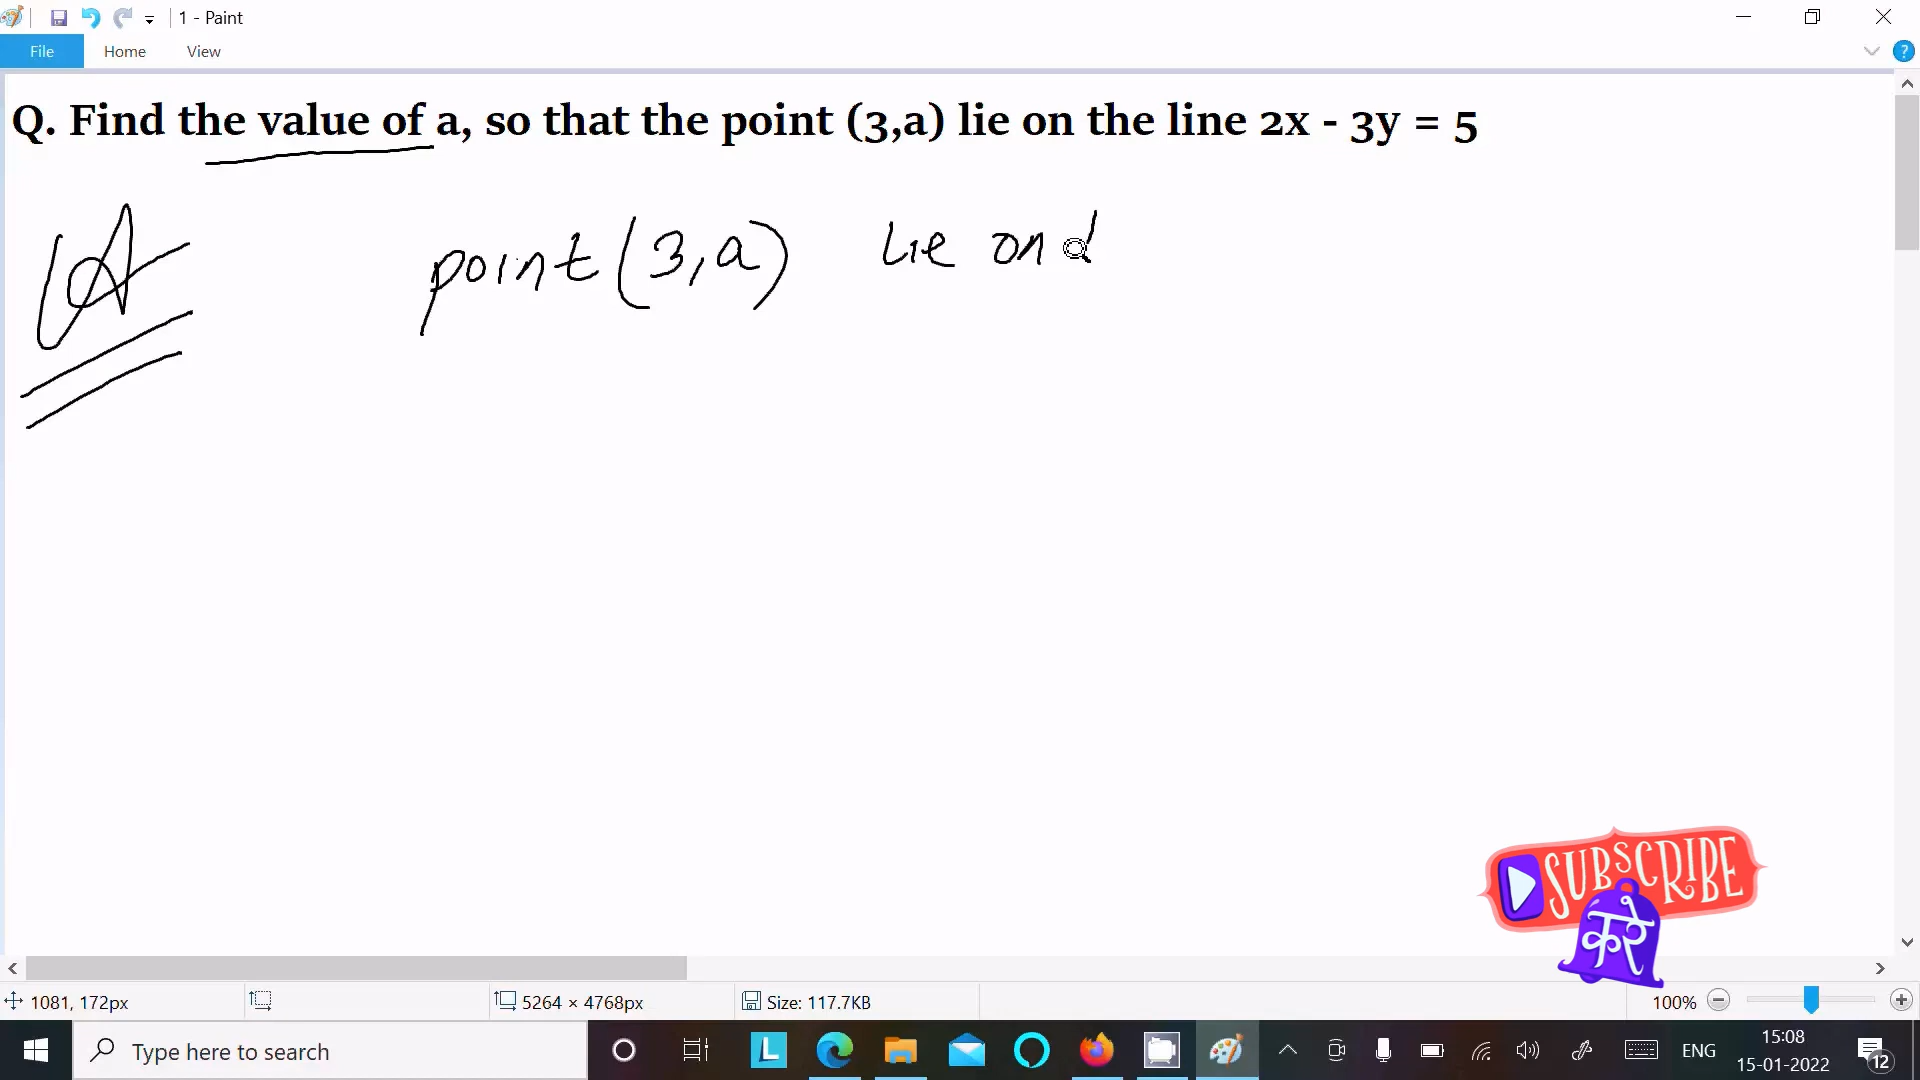 1 - Paint
File Home View
Q. Find the value of a, so that the point (3,a) lie on the line 2x - 3y = 5
point (3,a) Lie on
SUBSCRIBE
करे
1081, 172px 5264 × 4768px Size: 117.7KB 100%
Type here to search L ENG 15:08
15-01-2022 12